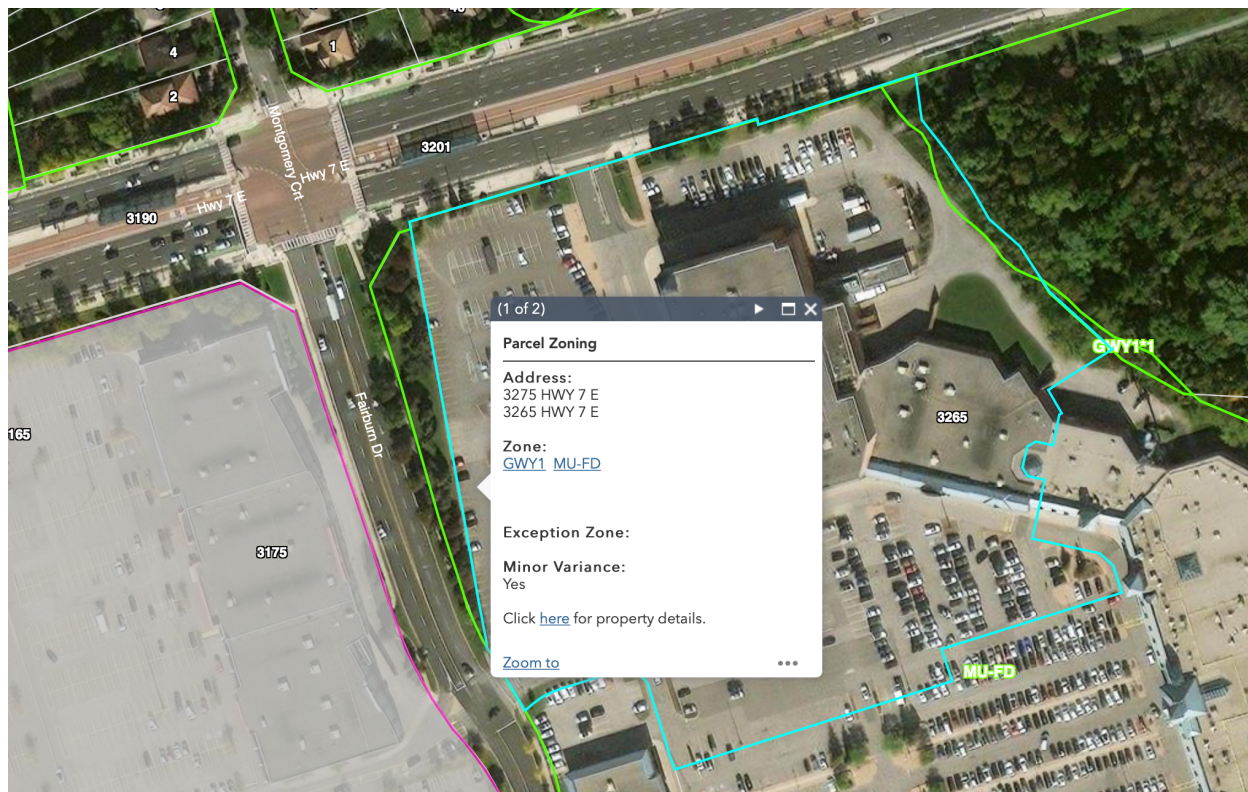 4
1
2
Montgomery Crt
Hwy 7 E
3201
Hwy 7 E
3190
(1 of 2)
Parcel Zoning
Address:
3275 HWY 7 E
3265 HWY 7 E
Zone:
GWY1 MU-FD
Exception Zone:
Minor Variance:
Yes
Click here for property details.
Zoom to
GWY1*1
3265
Fairburn Dr
165
3175
MU-FD